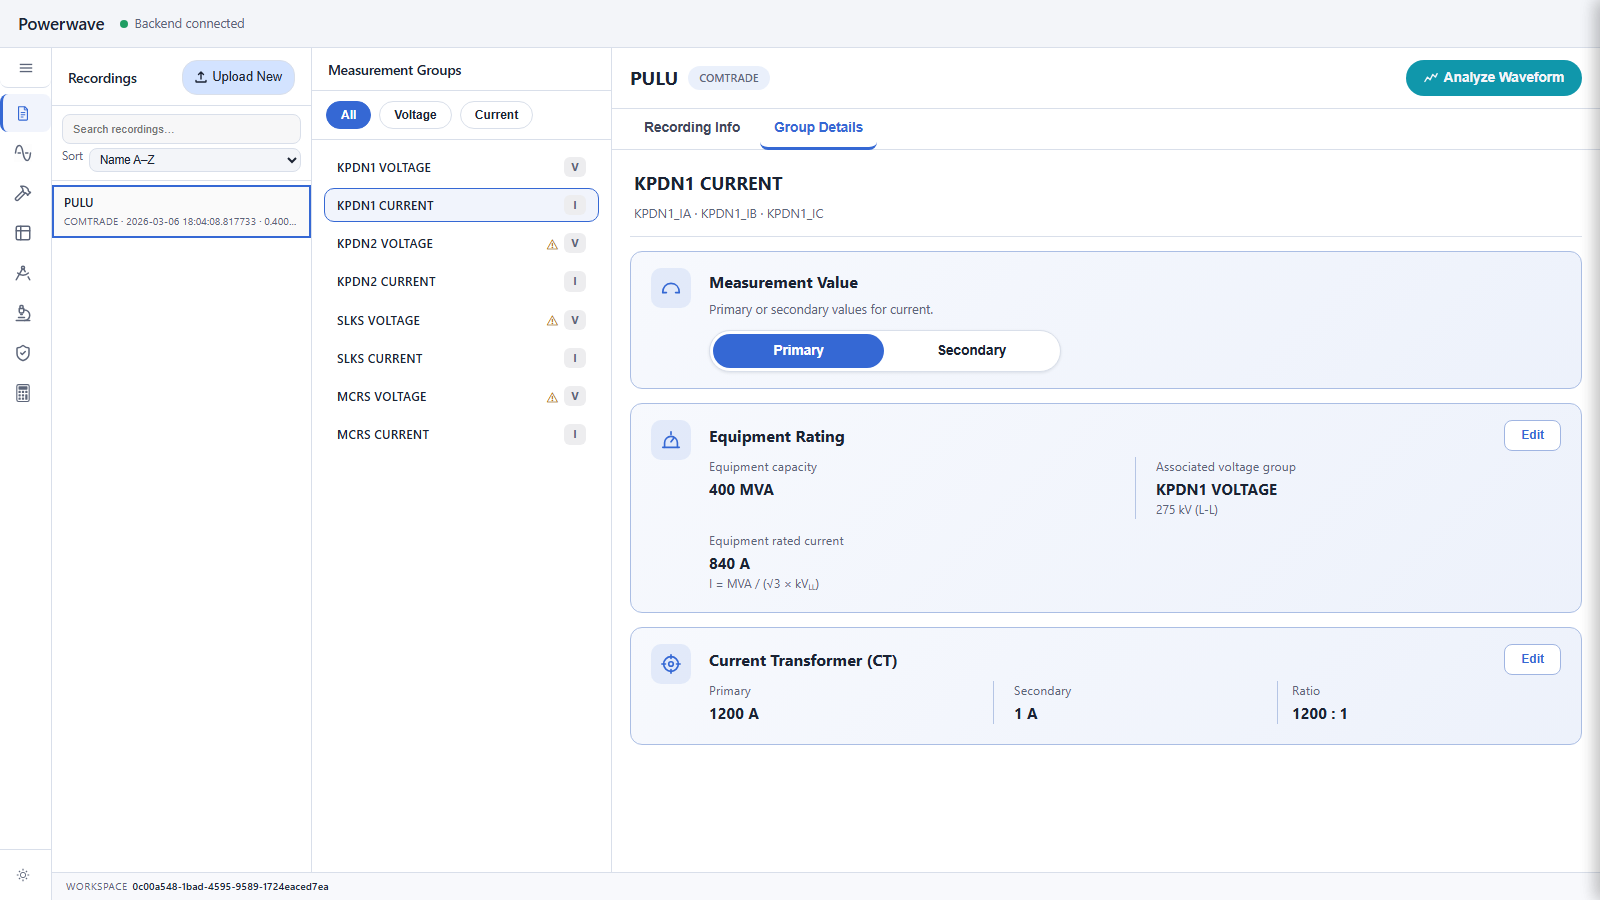 Powerwave
Backend connected
Recordings
Upload New
Search recordings...
Sort
Name A–Z
PULU
COMTRADE · 2026-03-06 18:04:08.817733 · 0.400...
Measurement Groups
All
Voltage
Current
KPDN1 VOLTAGE
V
KPDN1 CURRENT
I
KPDN2 VOLTAGE
V
KPDN2 CURRENT
I
SLKS VOLTAGE
V
SLKS CURRENT
I
MCRS VOLTAGE
V
MCRS CURRENT
I
PULU
COMTRADE
Analyze Waveform
Recording Info
Group Details
KPDN1 CURRENT
KPDN1_IA · KPDN1_IB · KPDN1_IC
Measurement Value
Primary or secondary values for current.
Primary
Secondary
Equipment Rating
Edit
Equipment capacity
400 MVA
Associated voltage group
KPDN1 VOLTAGE
275 kV (L-L)
Equipment rated current
840 A
I = MVA / (√3 × kVLL)
Current Transformer (CT)
Edit
Primary
1200 A
Secondary
1 A
Ratio
1200 : 1
WORKSPACE 0c00a548-1bad-4595-9589-1724eaced7ea